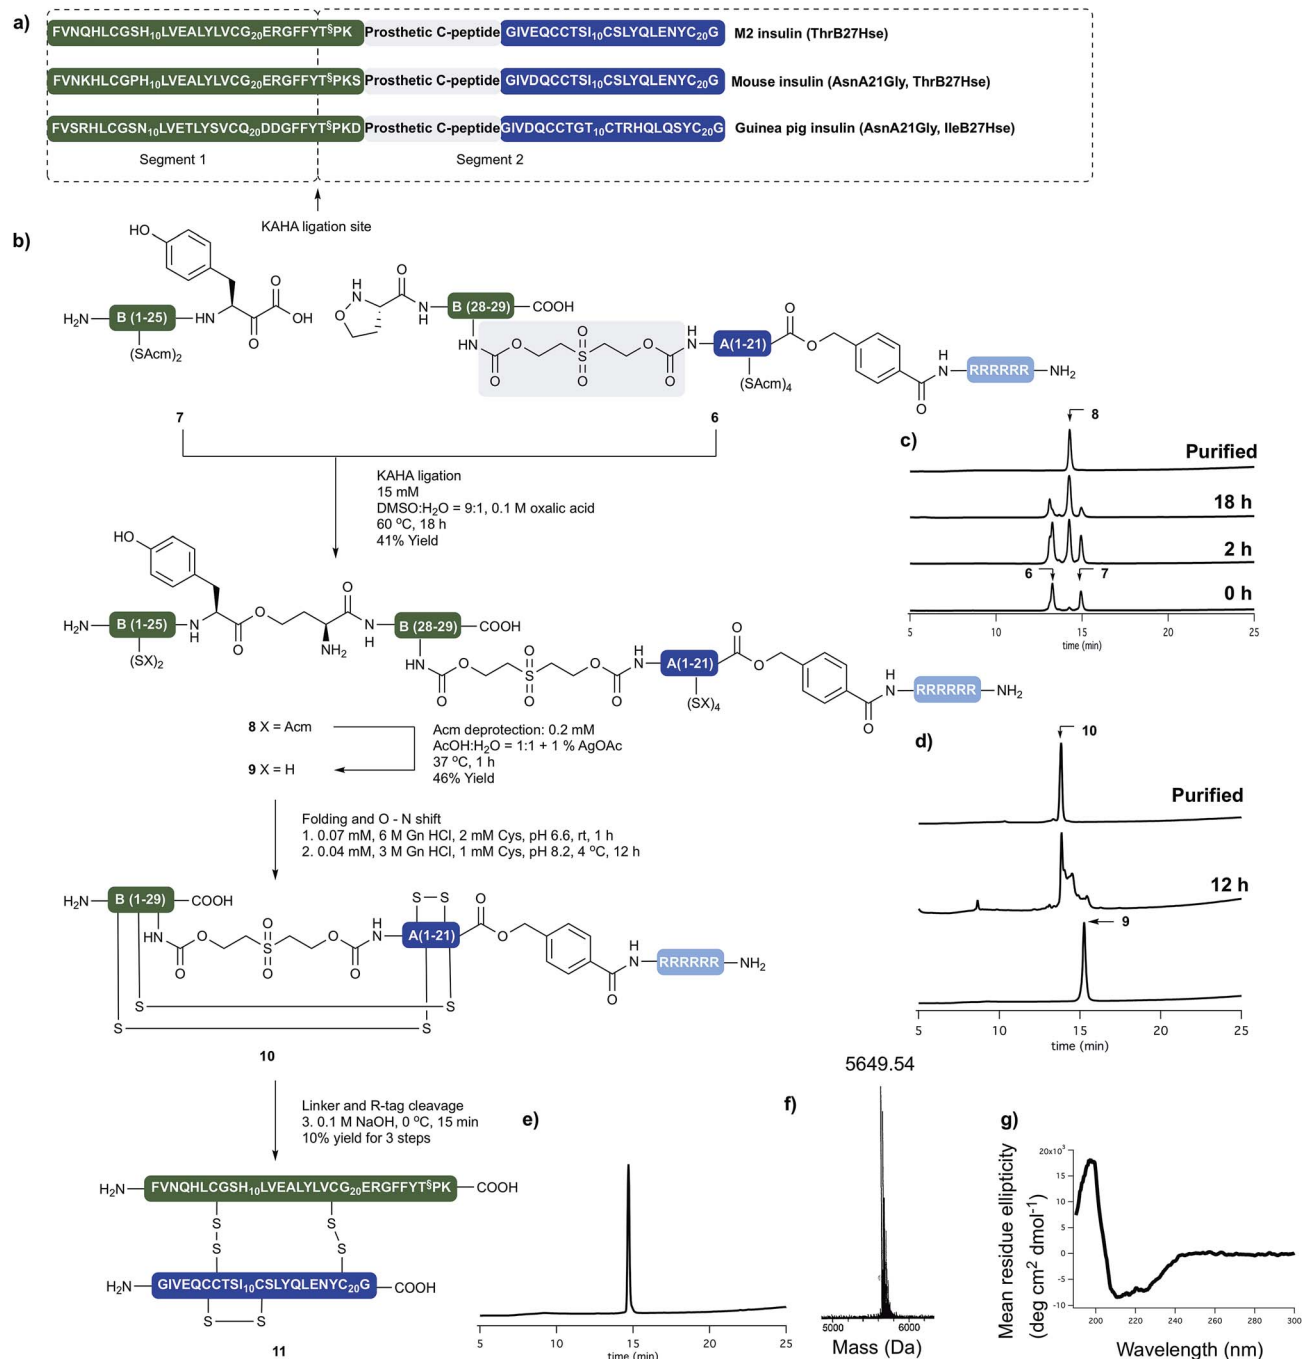 a)
FVNQHLCGSH10LVEALYLVCG20ERGFFYT§PK Prosthetic C-peptide GIVEQCCTSI10CSLYQLENYC20G M2 insulin (ThrB27Hse)
FVNKHLCGPH10LVEALYLVCG20ERGFFYT§PKS Prosthetic C-peptide GIVDQCCTSI10CSLYQLENYC20G Mouse insulin (AsnA21Gly, ThrB27Hse)
FVSRHLCGSN10LVETLYSVCQ20DDGFFYT§PKD Prosthetic C-peptide GIVDQCCTGT10CTRHQLQSYC20G Guinea pig insulin (AsnA21Gly, IleB27Hse)
Segment 1 Segment 2
KAHA ligation site
b)
HO
O
OH
O
H2N B (1-25) HN
(SAcm)2
7
H
N
O
O
N
H
B (28-29) COOH
HN O O S O O O H N
O O
A(1-21)
(SAcm)4
O
O
O
H
N RRRRRR NH2
6
KAHA ligation
15 mM
DMSO:H2O = 9:1, 0.1 M oxalic acid
60 °C, 18 h
41% Yield
c)
8
Purified
18 h
2 h
6 7
0 h
5 10 15 20 25
time (min)
HO
H2N B (1-25) N H
(SX)2
O
O
O
NH2
N
H
B (28-29) COOH
HN O O S O O O H N
O O
A(1-21)
(SX)4
O
O
O
H
N RRRRRR NH2
8 X = Acm
9 X = H
Acm deprotection: 0.2 mM
AcOH:H2O = 1:1 + 1 % AgOAc
37 °C, 1 h
46% Yield
d)
10
Purified
12 h
9
5 10 15 20 25
time (min)
Folding and O - N shift
1. 0.07 mM, 6 M Gn HCl, 2 mM Cys, pH 6.6, rt, 1 h
2. 0.04 mM, 3 M Gn HCl, 1 mM Cys, pH 8.2, 4 °C, 12 h
H2N B (1-29) COOH
S S
HN O O S O O O H N
O O
A(1-21)
O
O
O
H
N RRRRRR NH2
S S
S S
10
Linker and R-tag cleavage
3. 0.1 M NaOH, 0 °C, 15 min
10% yield for 3 steps
H2N FVNQHLCGSH10LVEALYLVCG20ERGFFYT§PK COOH
S S
S S
H2N GIVEQCCTSI10CSLYQLENYC20G COOH
S S
11
e)
5 10 15 20 25
time (min)
f)
5649.54
5000 6000
Mass (Da)
g)
Mean residue ellipticity
(deg cm2 dmol-1)
20x10³
15
10
5
0
-5
-10
200 220 240 260 280 300
Wavelength (nm)